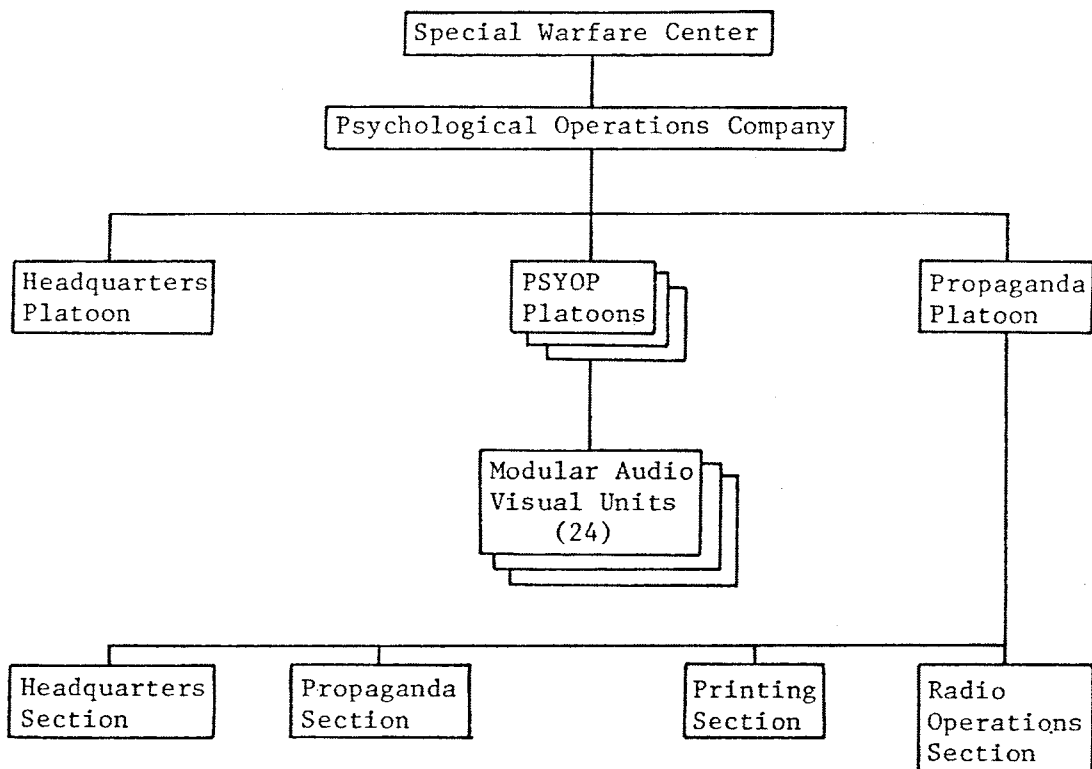 Special Warfare Center
Psychological Operations Company
Headquarters
Platoon
PSYOP
Platoons
Propaganda
Platoon
Modular Audio
Visual Units
(24)
Headquarters
Section
Propaganda
Section
Printing
Section
Radio
Operations
Section